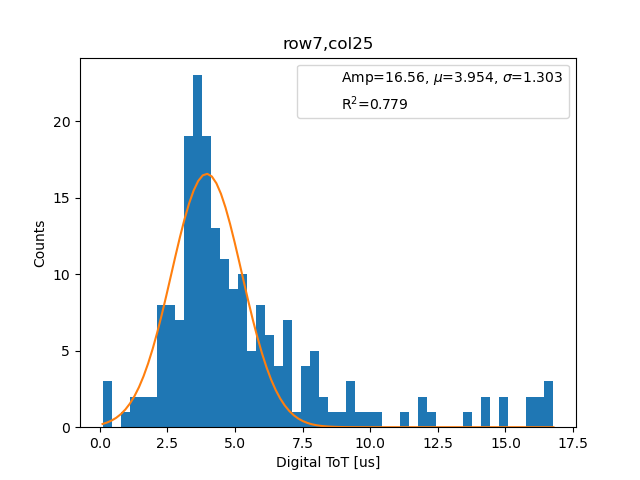 row7,col25
Amp=16.56, μ=3.954, σ=1.303
R²=0.779
Counts
20
15
10
5
0
0.0 2.5 5.0 7.5 10.0 12.5 15.0 17.5
Digital ToT [us]